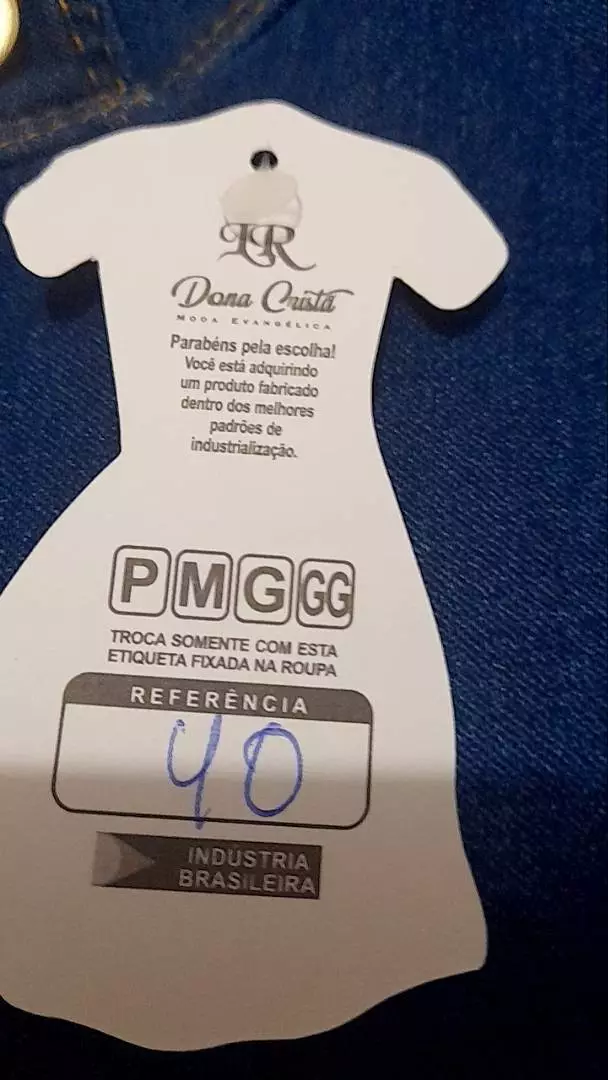 LR
Dona Cristã
MODA EVANGÉLICA
Parabéns pela escolha!
Você está adquirindo
um produto fabricado
dentro dos melhores
padrões de
industrialização.
P M G GG
TROCA SOMENTE COM ESTA
ETIQUETA FIXADA NA ROUPA
REFERÊNCIA
40
INDÚSTRIA
BRASILEIRA